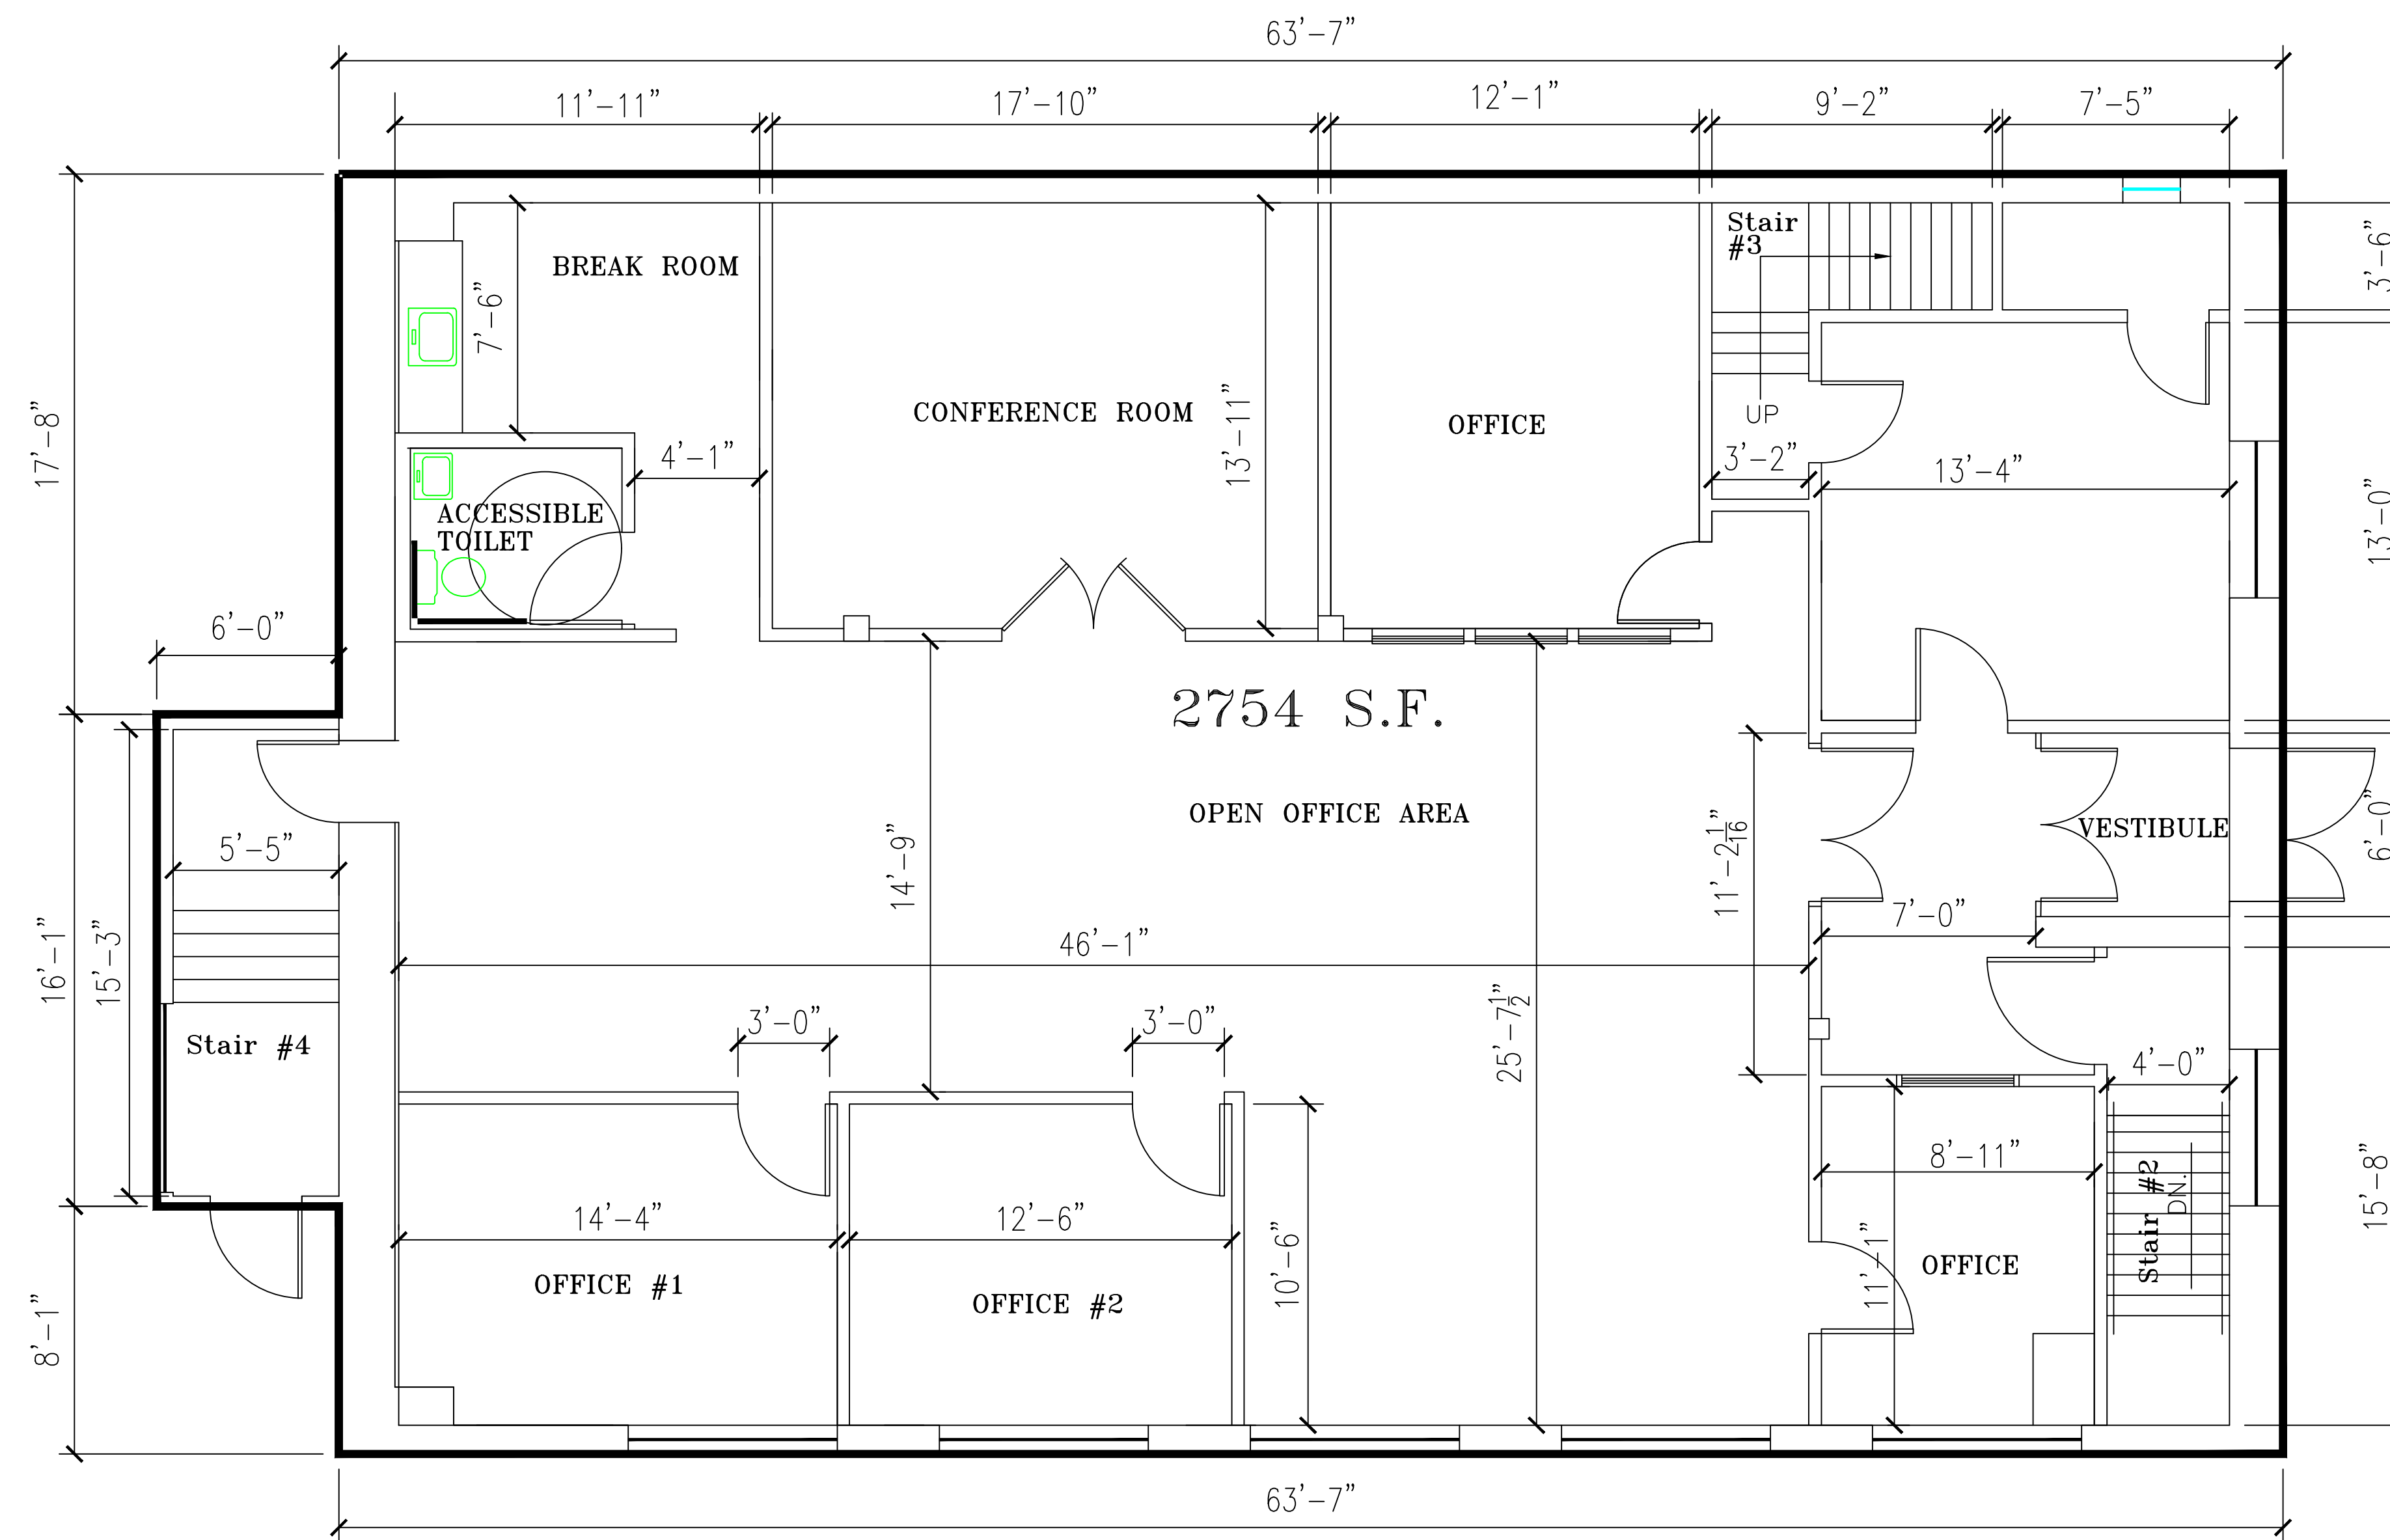 63'-7"
11'-11"
17'-10"
12'-1"
9'-2"
7'-5"
Stair
#3
3'-6"
BREAK ROOM
7'-6"
17'-8"
CONFERENCE ROOM
13'-11"
OFFICE
UP
4'-1"
3'-2"
13'-4"
13'-0"
ACCESSIBLE
TOILET
6'-0"
2754 S.F.
OPEN OFFICE AREA
VESTIBULE
6'-0"
5'-5"
14'-9"
11'-2 1/16"
7'-0"
46'-1"
16'-1"
15'-3"
3'-0"
3'-0"
25'-7 1/2"
Stair #4
4'-0"
8'-11"
Stair #2
DN.
15'-8"
14'-4"
12'-6"
10'-6"
11'-1"
OFFICE
OFFICE #1
OFFICE #2
8'-1"
63'-7"